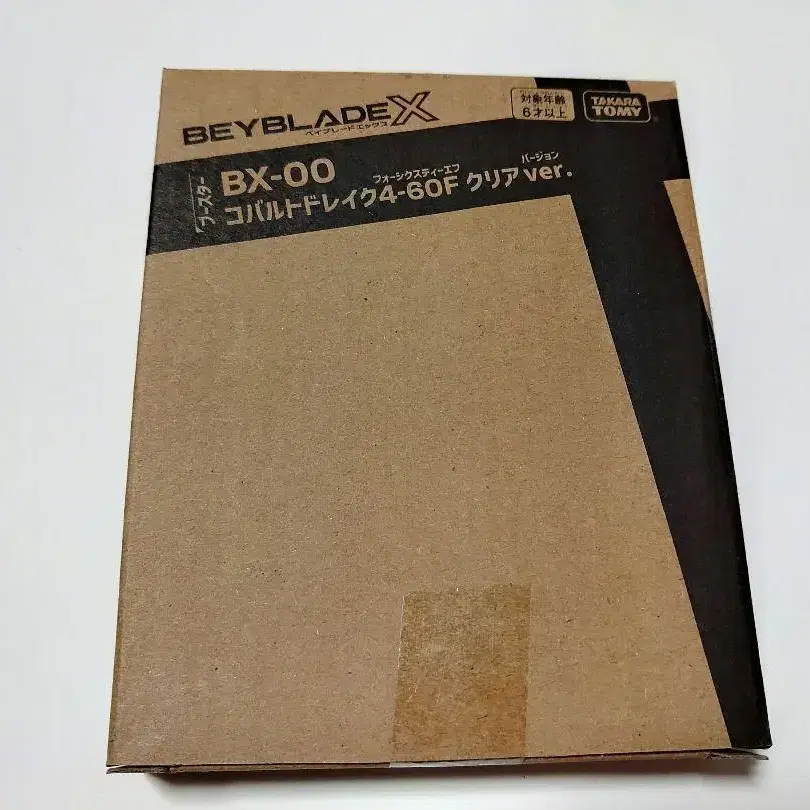 BEYBLADE X
ベイブレードエックス
対象年齢
6才以上
TAKARA
TOMY
ブースター
BX-00
フォーシクスティーエフ
バージョン
コバルトドレイク4-60F クリアver.